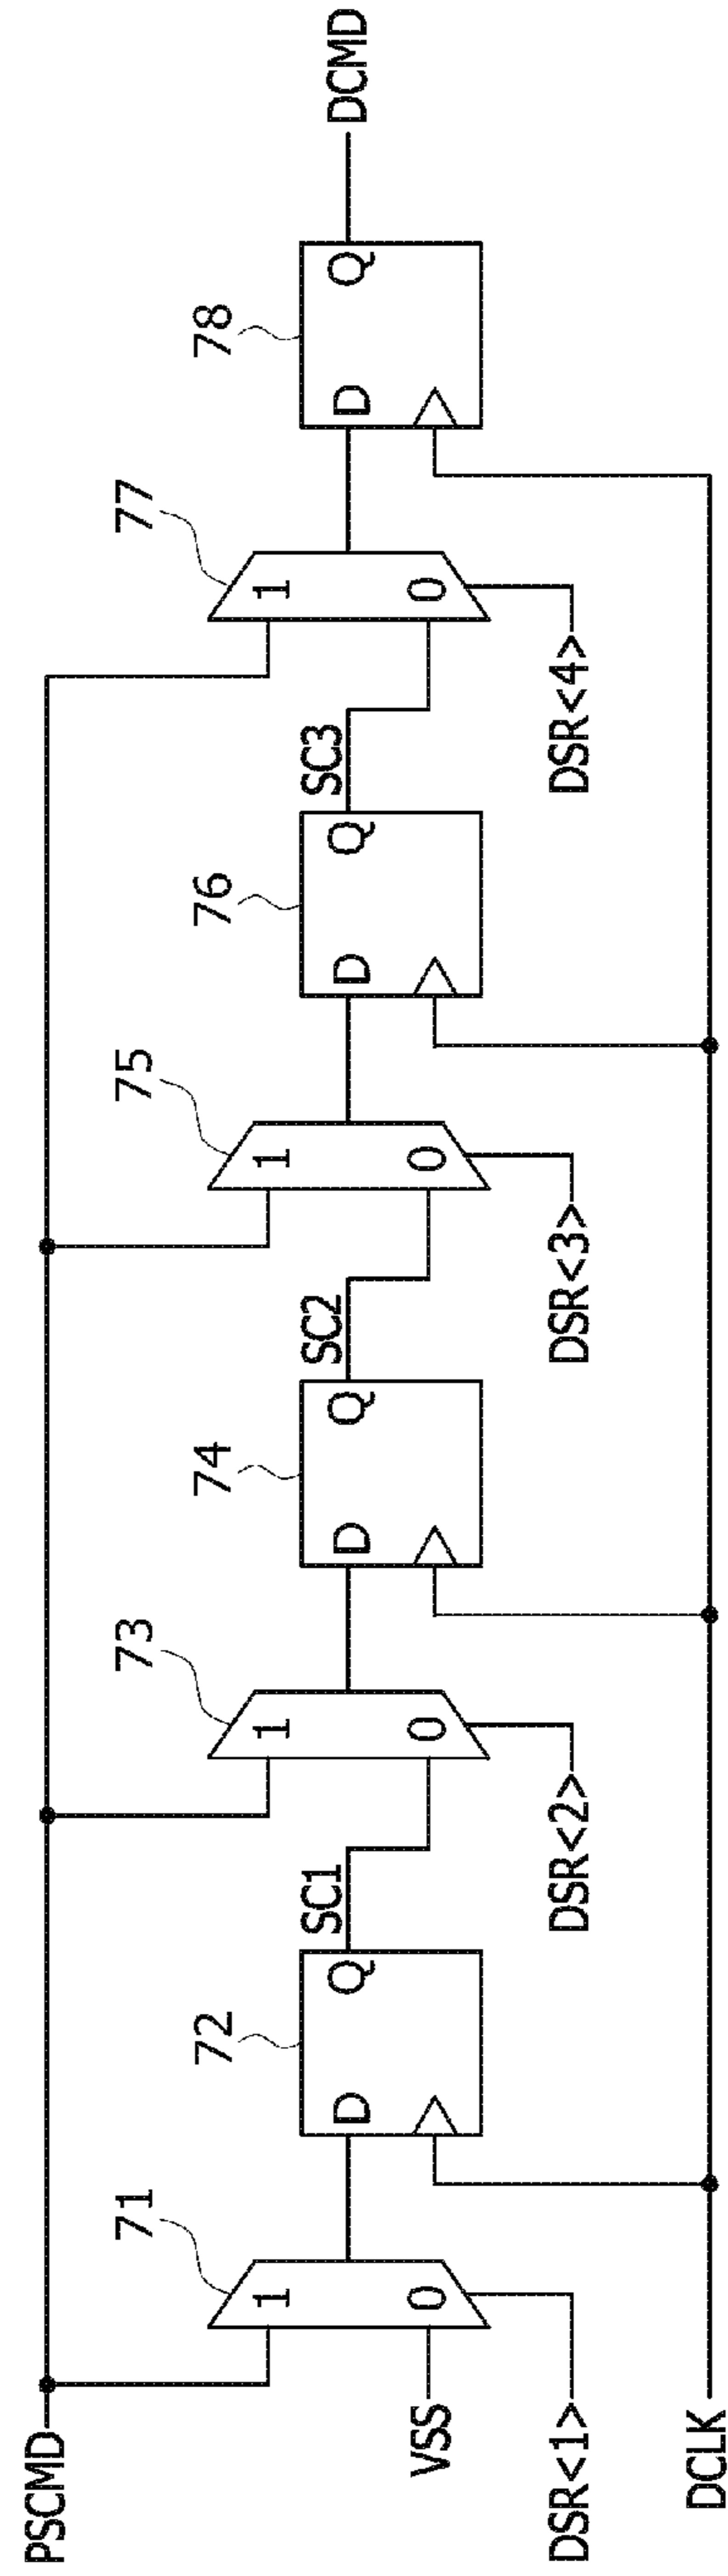 PSCMD
71
72
73
74
75
76
77
78
1
1
1
1
D
Q
SC1
D
Q
SC2
D
Q
SC3
D
Q
DCMD
VSS
0
0
0
0
DSR<1>
DSR<2>
DSR<3>
DSR<4>
DCLK